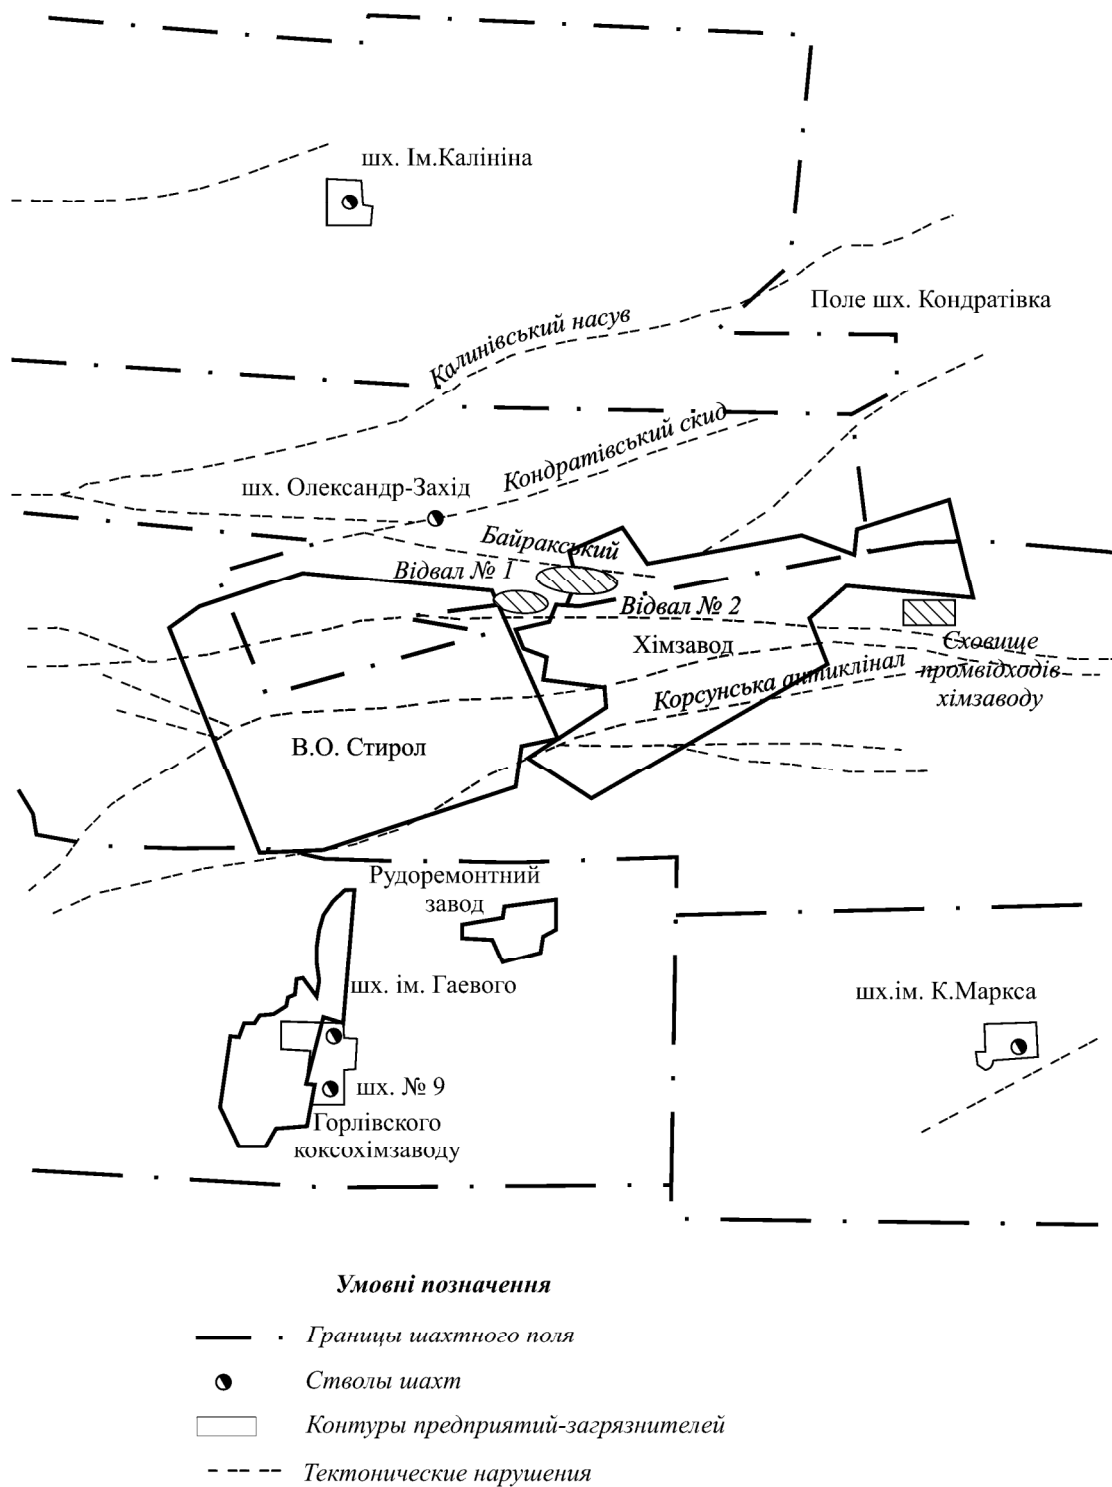 шх. Ім.Калініна
Поле шх. Кондратівка
Калинівський насув
Кондратівський скид
шх. Олександр-Захід
Байракський
Відвал № 1
Відвал № 2
Хімзавод
Сховище
промвідходів
хімзаводу
Корсунська антиклінал
В.О. Стирол
Рудоремонтний
завод
шх. ім. Гаевого
шх.ім. К.Маркса
шх. № 9
Горлівского
коксохімзаводу
Умовні позначення
Границы шахтного поля
Стволы шахт
Контуры предприятий-загрязнителей
Тектонические нарушения